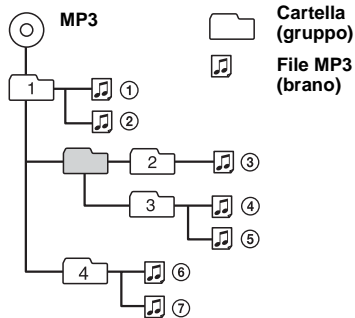 MP3
Cartella
(gruppo)
File MP3
(brano)
1
①
②
2
③
3
④
⑤
4
⑥
⑦